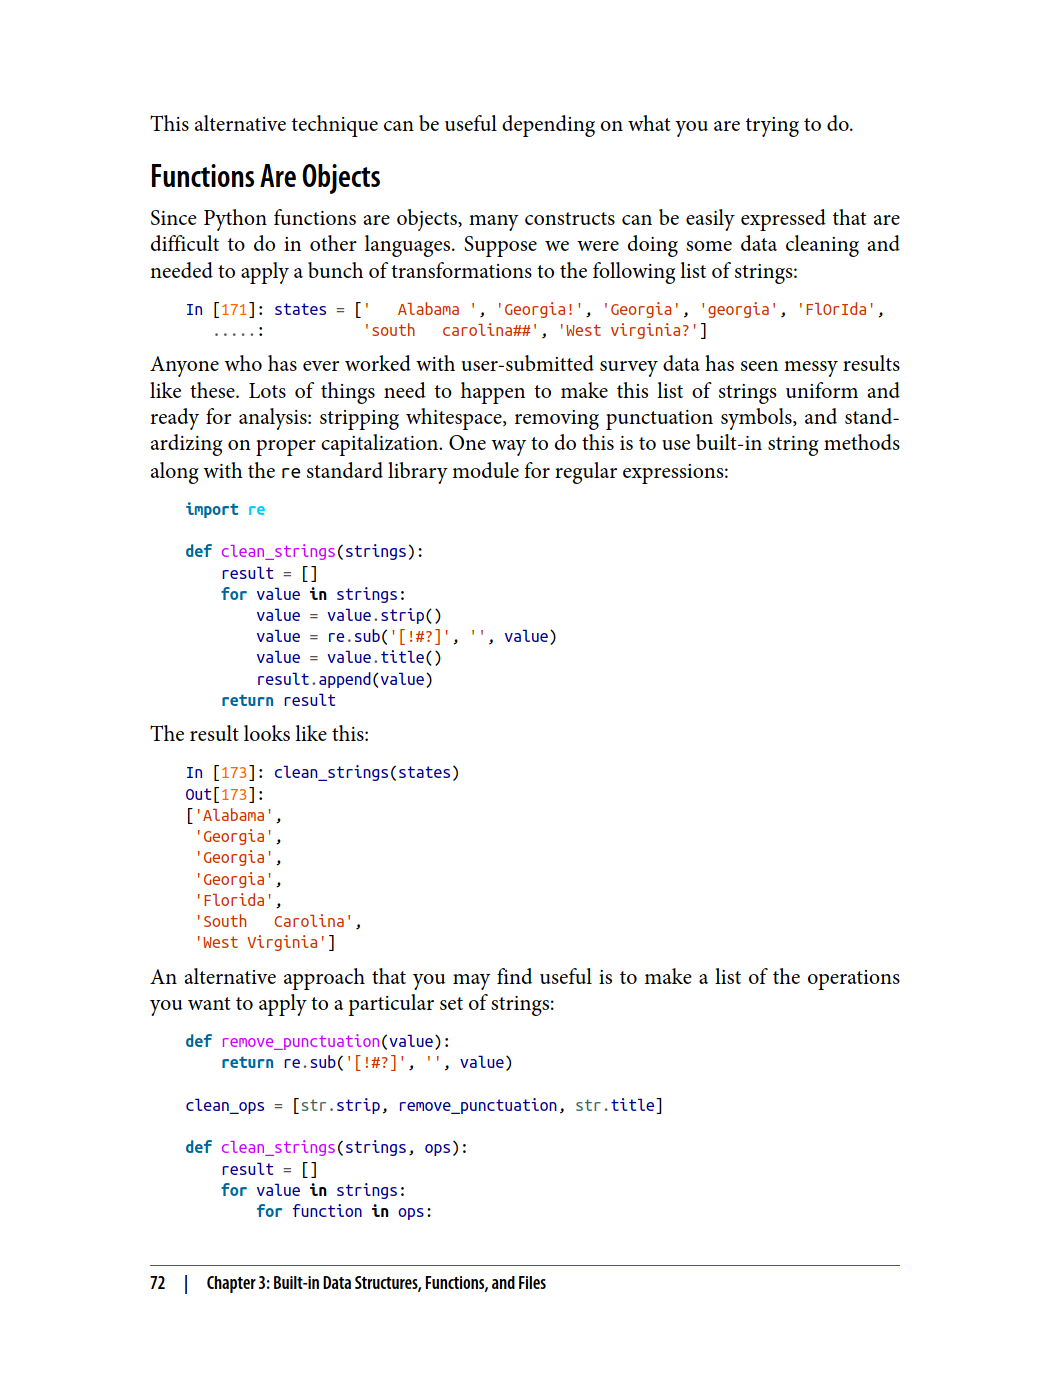 This alternative technique can be useful depending on what you are trying to do.
Functions Are Objects
Since Python functions are objects, many constructs can be easily expressed that are
difficult to do in other languages. Suppose we were doing some data cleaning and
needed to apply a bunch of transformations to the following list of strings:
In [171]: states = ['   Alabama ', 'Georgia!', 'Georgia', 'georgia', 'FlOrIda',
   .....:           'south   carolina##', 'West virginia?']
Anyone who has ever worked with user-submitted survey data has seen messy results
like these. Lots of things need to happen to make this list of strings uniform and
ready for analysis: stripping whitespace, removing punctuation symbols, and stand-
ardizing on proper capitalization. One way to do this is to use built-in string methods
along with the re standard library module for regular expressions:
import re
def clean_strings(strings):
    result = []
    for value in strings:
        value = value.strip()
        value = re.sub('[!#?]', '', value)
        value = value.title()
        result.append(value)
    return result
The result looks like this:
In [173]: clean_strings(states)
Out[173]:
['Alabama',
 'Georgia',
 'Georgia',
 'Georgia',
 'Florida',
 'South   Carolina',
 'West Virginia']
An alternative approach that you may find useful is to make a list of the operations
you want to apply to a particular set of strings:
def remove_punctuation(value):
    return re.sub('[!#?]', '', value)
clean_ops = [str.strip, remove_punctuation, str.title]
def clean_strings(strings, ops):
    result = []
    for value in strings:
        for function in ops:
72 | Chapter 3: Built-in Data Structures, Functions, and Files